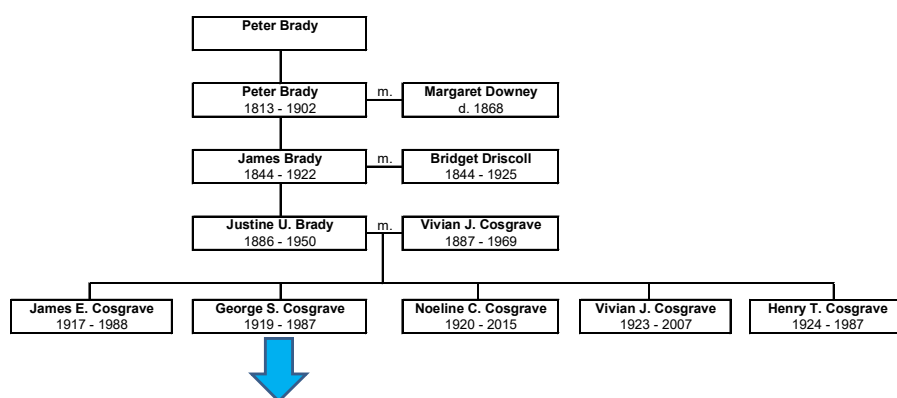 Peter Brady
Peter Brady
1813 - 1902
m.
Margaret Downey
d. 1868
James Brady
1844 - 1922
m.
Bridget Driscoll
1844 - 1925
Justine U. Brady
1886 - 1950
m.
Vivian J. Cosgrave
1887 - 1969
James E. Cosgrave
1917 - 1988
George S. Cosgrave
1919 - 1987
Noeline C. Cosgrave
1920 - 2015
Vivian J. Cosgrave
1923 - 2007
Henry T. Cosgrave
1924 - 1987